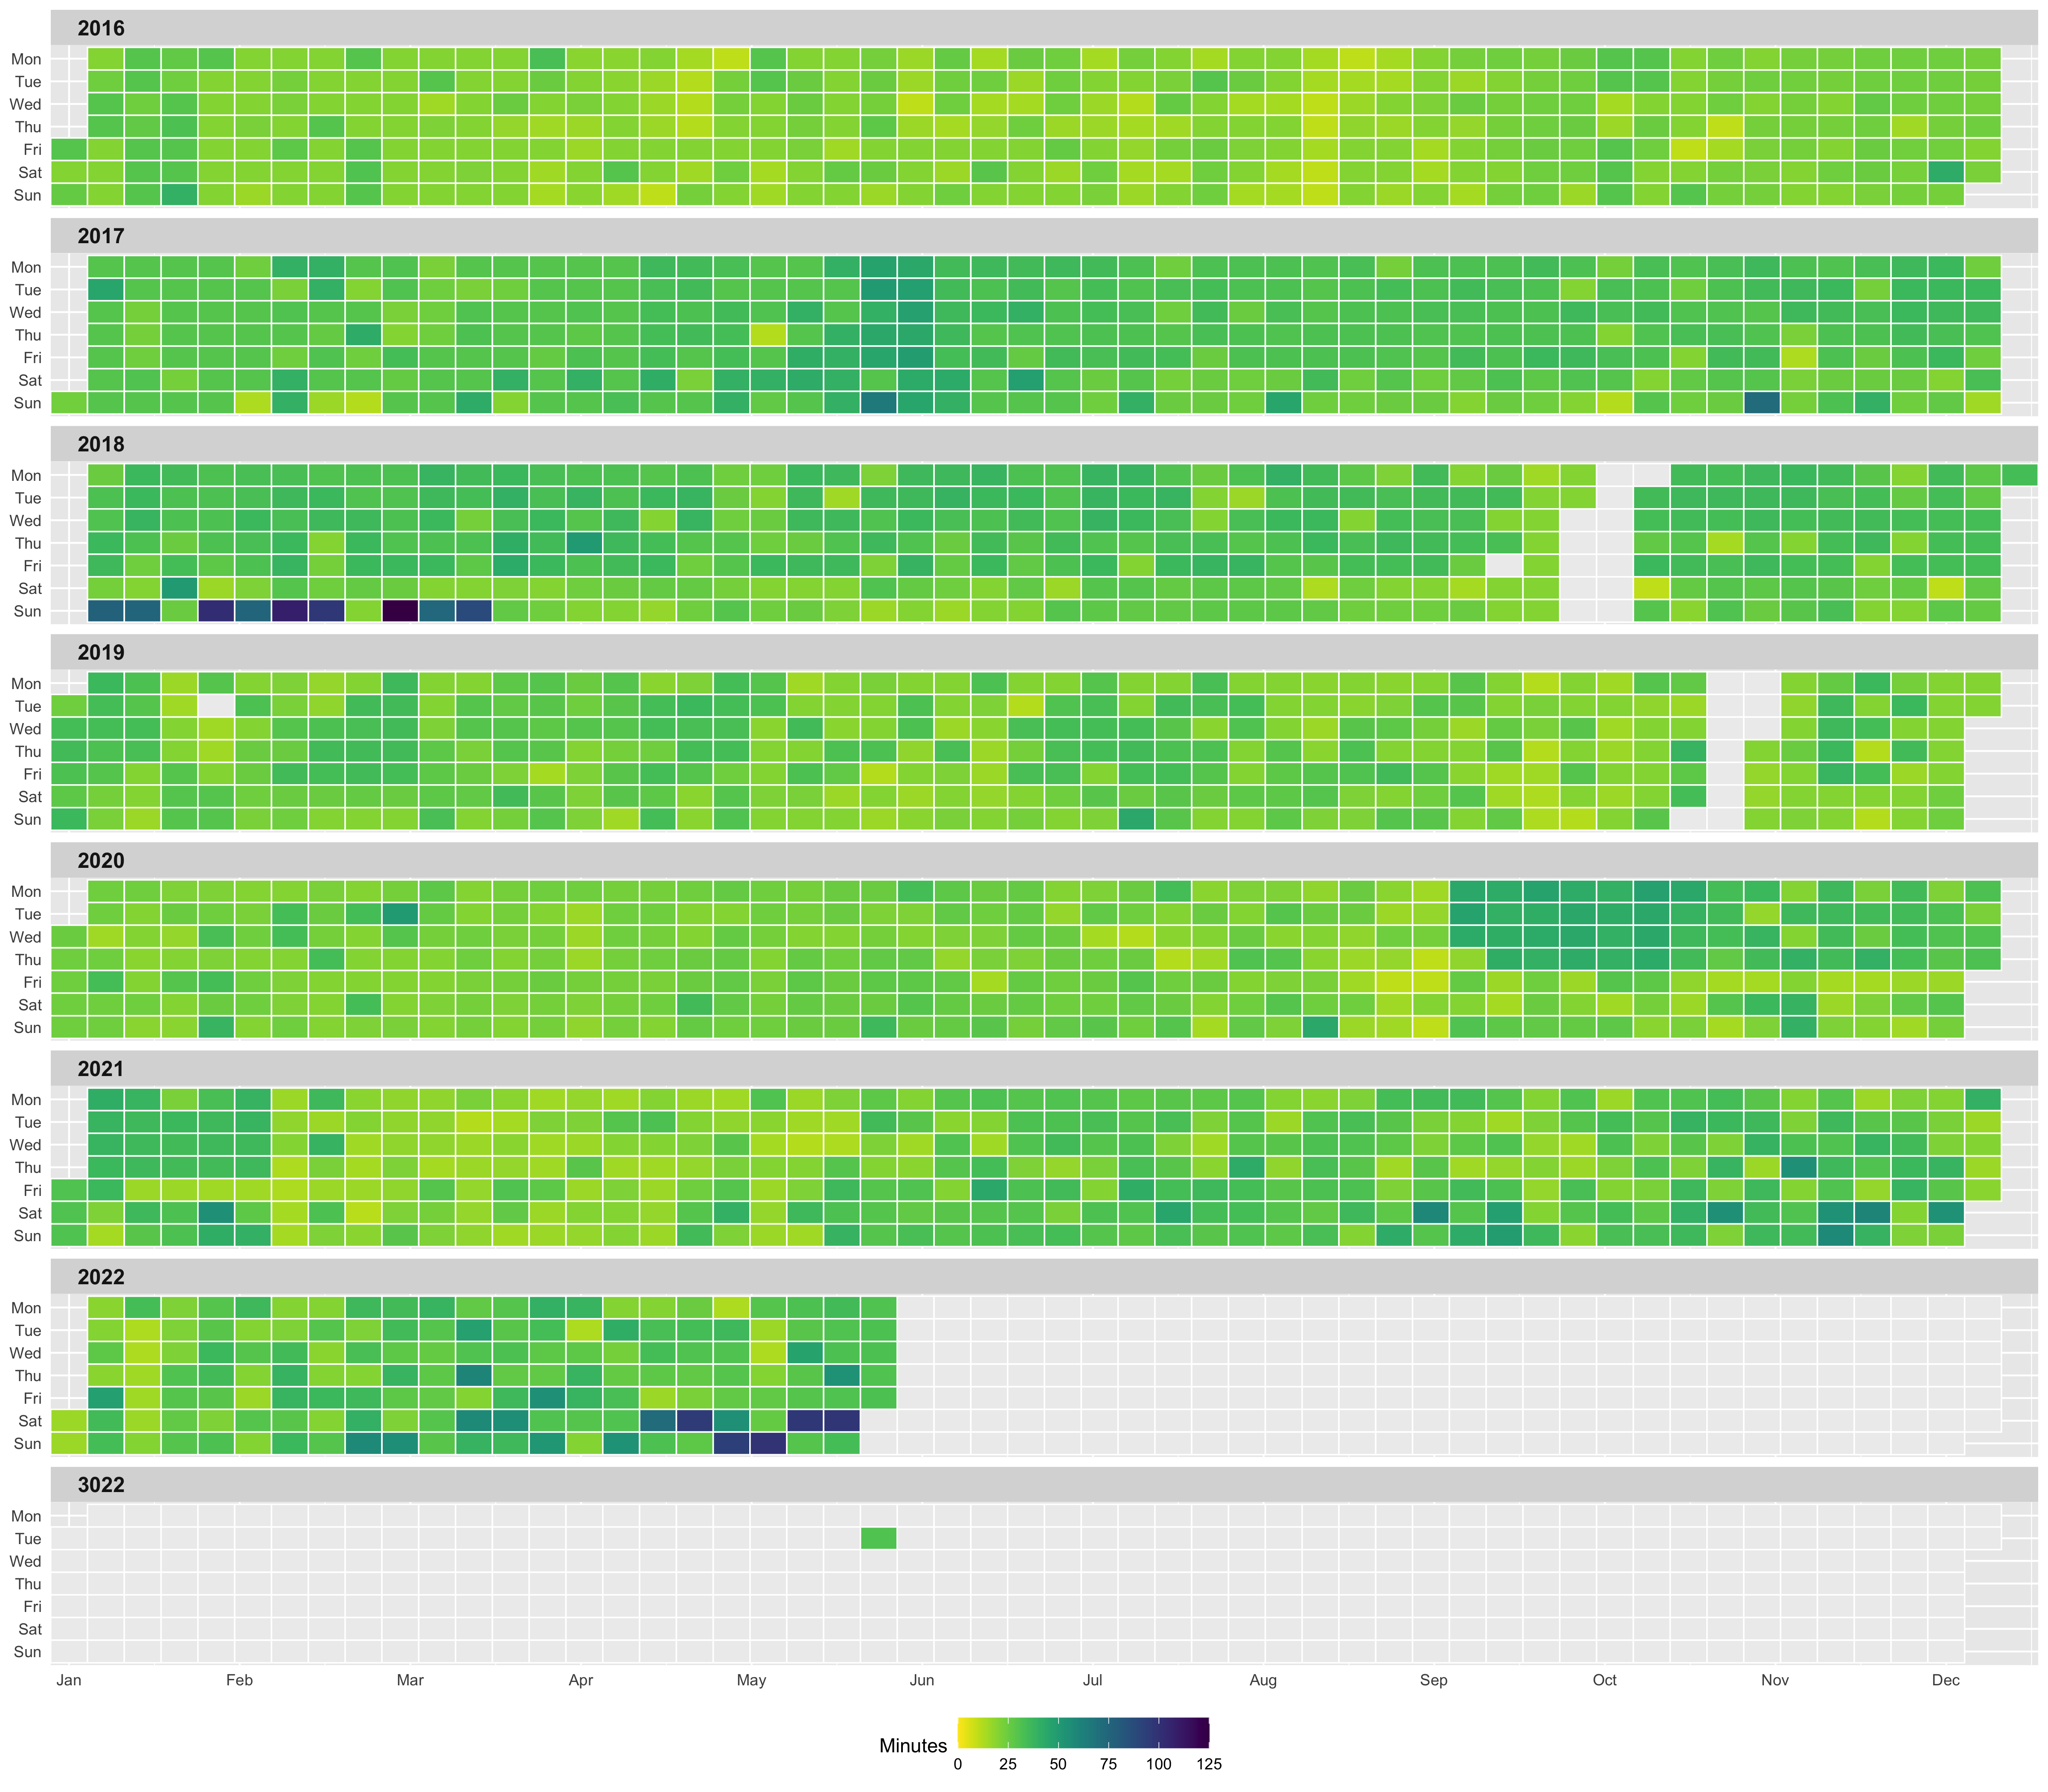 2016
Mon
Tue
Wed
Thu
Fri
Sat
Sun
2017
Mon
Tue
Wed
Thu
Fri
Sat
Sun
2018
Mon
Tue
Wed
Thu
Fri
Sat
Sun
2019
Mon
Tue
Wed
Thu
Fri
Sat
Sun
2020
Mon
Tue
Wed
Thu
Fri
Sat
Sun
2021
Mon
Tue
Wed
Thu
Fri
Sat
Sun
2022
Mon
Tue
Wed
Thu
Fri
Sat
Sun
3022
Mon
Tue
Wed
Thu
Fri
Sat
Sun
Jan Feb Mar Apr May Jun Jul Aug Sep Oct Nov Dec
Minutes
0 25 50 75 100 125